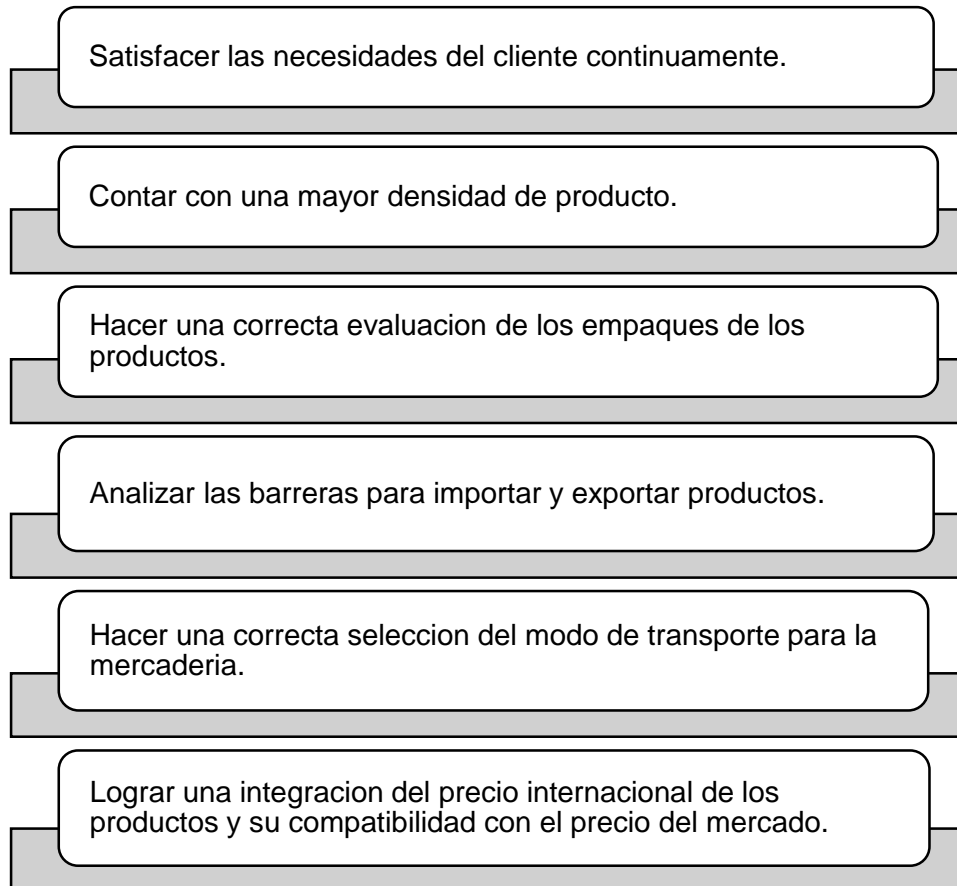 Satisfacer las necesidades del cliente continuamente.
Contar con una mayor densidad de producto.
Hacer una correcta evaluacion de los empaques de los
productos.
Analizar las barreras para importar y exportar productos.
Hacer una correcta seleccion del modo de transporte para la
mercaderia.
Lograr una integracion del precio internacional de los
productos y su compatibilidad con el precio del mercado.